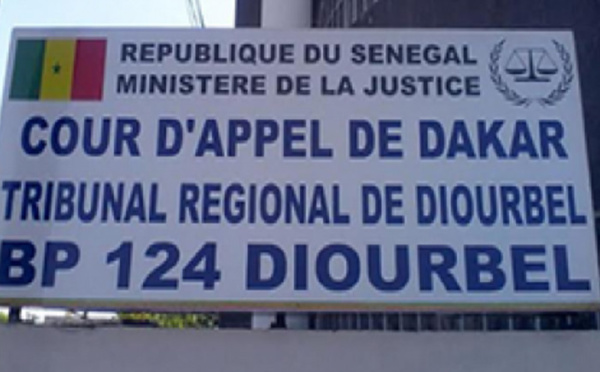 REPUBLIQUE DU SENEGAL
MINISTERE DE LA JUSTICE
COUR D'APPEL DE DAKAR
TRIBUNAL REGIONAL DE DIOURBEL
BP 124 DIOURBEL